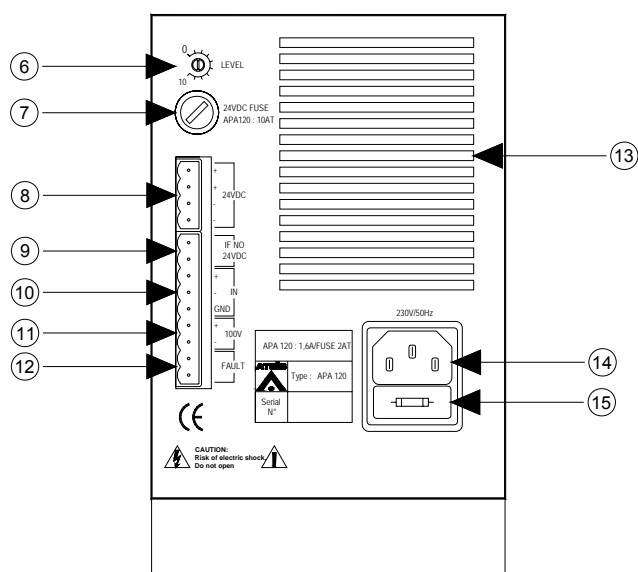 6
0
LEVEL
10
7
24VDC FUSE
APA120 : 10AT
8
+
+
24VDC
-
-
13
9
IF NO
24VDC
10
+
-
IN
GND
11
+
100V
-
12
FAULT
230V/50Hz
APA 120 : 1,6A/FUSE 2AT
ATEÏS
Type : APA 120
Serial
N°
14
15
CE
CAUTION:
Risk of electric shock
Do not open